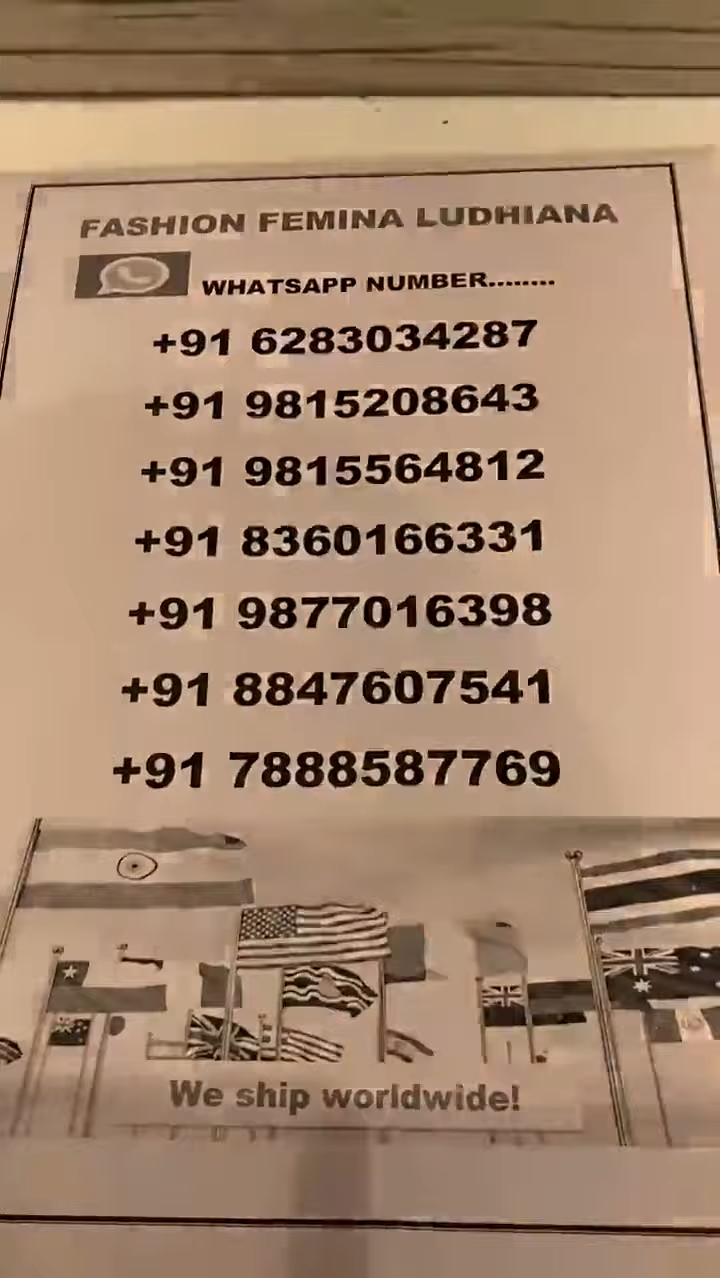 FASHION FEMINA LUDHIANA
WHATSAPP NUMBER........
+91 6283034287
+91 9815208643
+91 9815564812
+91 8360166331
+91 9877016398
+91 8847607541
+91 7888587769
We ship worldwide!